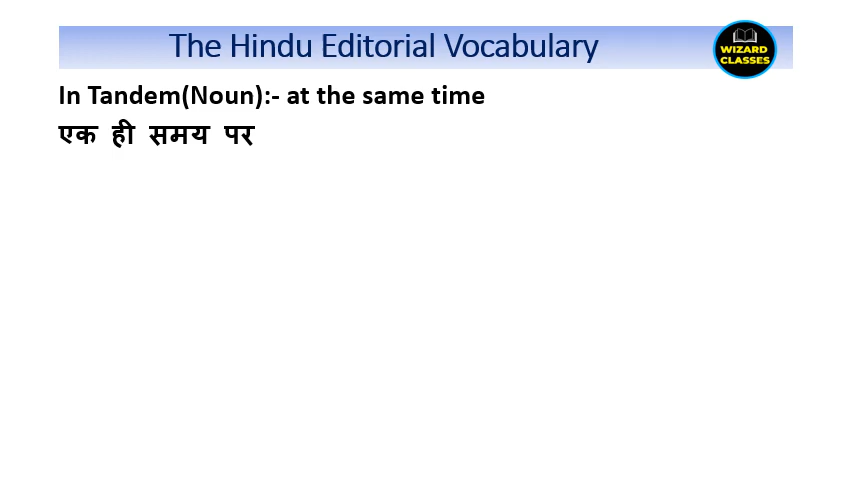 The Hindu Editorial Vocabulary
WIZARD
CLASSES
In Tandem(Noun):- at the same time
एक ही समय पर